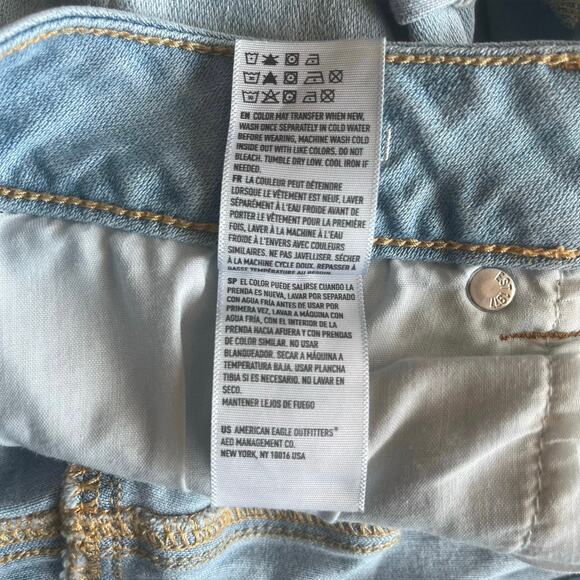 EN COLOR MAY TRANSFER WHEN NEW,
WASH ONCE SEPARATELY IN COLD WATER
BEFORE WEARING, MACHINE WASH COLD
INSIDE OUT WITH LIKE COLORS. DO NOT
BLEACH. TUMBLE DRY LOW. COOL IRON IF
NEEDED.
FR LA COULEUR PEUT DÉTEINDRE
LORSQUE LE VÊTEMENT EST NEUF, LAVER
SÉPARÉMENT À L'EAU FROIDE AVANT DE
PORTER LE VÊTEMENT POUR LA PREMIÈRE
FOIS, LAVER À LA MACHINE À L'EAU
FROIDE À L'ENVERS AVEC COULEURS
SIMILAIRES. NE PAS JAVELLISER. SÉCHER
À LA MACHINE CYCLE DOUX. REPASSER À
BASSE TEMPÉRATURE AU BESOIN.
SP EL COLOR PUEDE SALIRSE CUANDO LA
PRENDA ES NUEVA, LAVAR POR SEPARADO
CON AGUA FRÍA ANTES DE USAR POR
PRIMERA VEZ, LAVAR A MÁQUINA CON
AGUA FRÍA, CON EL INTERIOR DE LA
PRENDA HACIA AFUERA Y CON PRENDAS
DE COLOR SIMILAR. NO USAR
BLANQUEADOR. SECAR A MÁQUINA A
TEMPERATURA BAJA. USAR PLANCHA
TIBIA SI ES NECESARIO. NO LAVAR EN
SECO.
MANTENER LEJOS DE FUEGO
US AMERICAN EAGLE OUTFITTERS®
AEO MANAGEMENT CO.
NEW YORK, NY 10016 USA